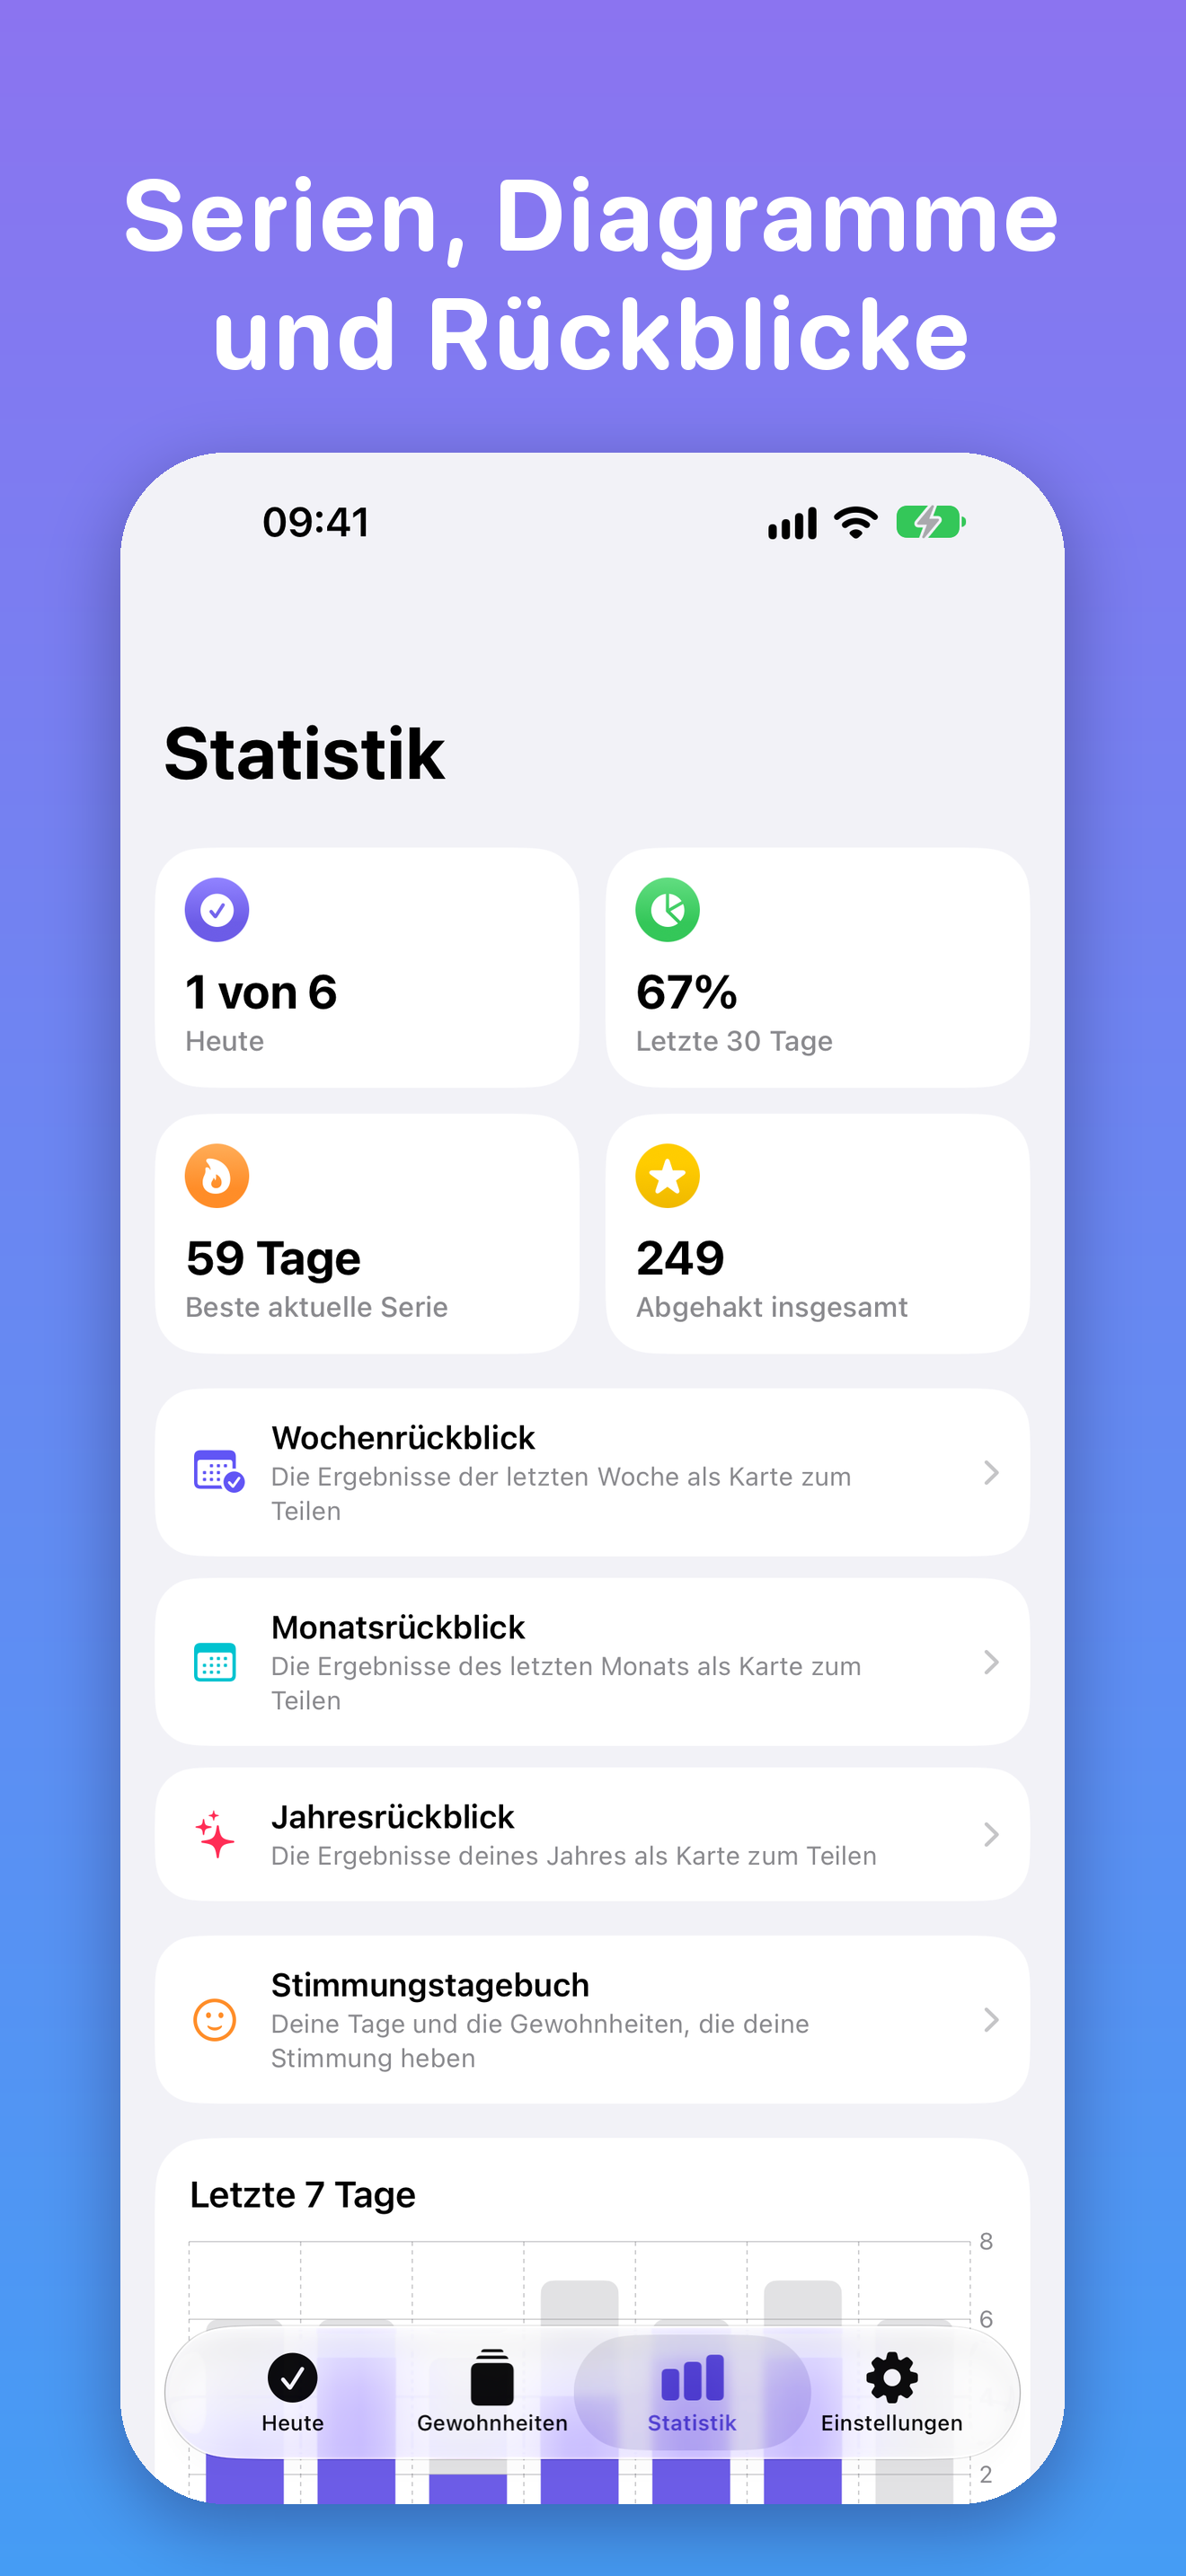 Serien, Diagramme
und Rückblicke
09:41
Statistik
1 von 6
Heute
67%
Letzte 30 Tage
59 Tage
Beste aktuelle Serie
249
Abgehakt insgesamt
Wochenrückblick
Die Ergebnisse der letzten Woche als Karte zum
Teilen
Monatsrückblick
Die Ergebnisse des letzten Monats als Karte zum
Teilen
Jahresrückblick
Die Ergebnisse deines Jahres als Karte zum Teilen
Stimmungstagebuch
Deine Tage und die Gewohnheiten, die deine
Stimmung heben
Letzte 7 Tage
8
6
2
Heute
Gewohnheiten
Statistik
Einstellungen